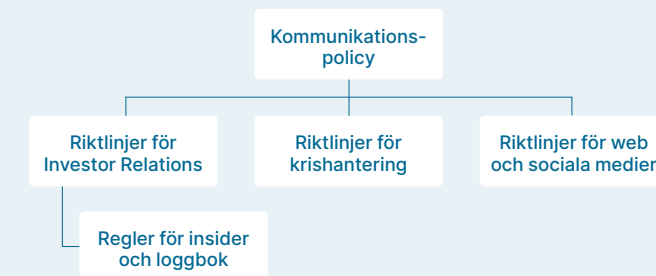 Kommunikations-
policy
Riktlinjer för
Investor Relations
Riktlinjer för
krishantering
Riktlinjer för web
och sociala medier
Regler för insider
och loggbok